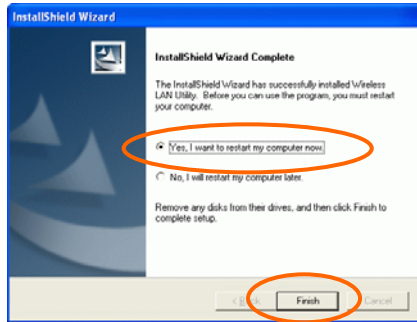 InstallShield Wizard
InstallShield Wizard Complete
The InstallShield Wizard has successfully installed Wireless
LAN Utility. Before you can use the program, you must restart
your computer.
Yes, I want to restart my computer now.
No, I will restart my computer later.
Remove any disks from their drives, and then click Finish to
complete setup.
< Back Finish Cancel